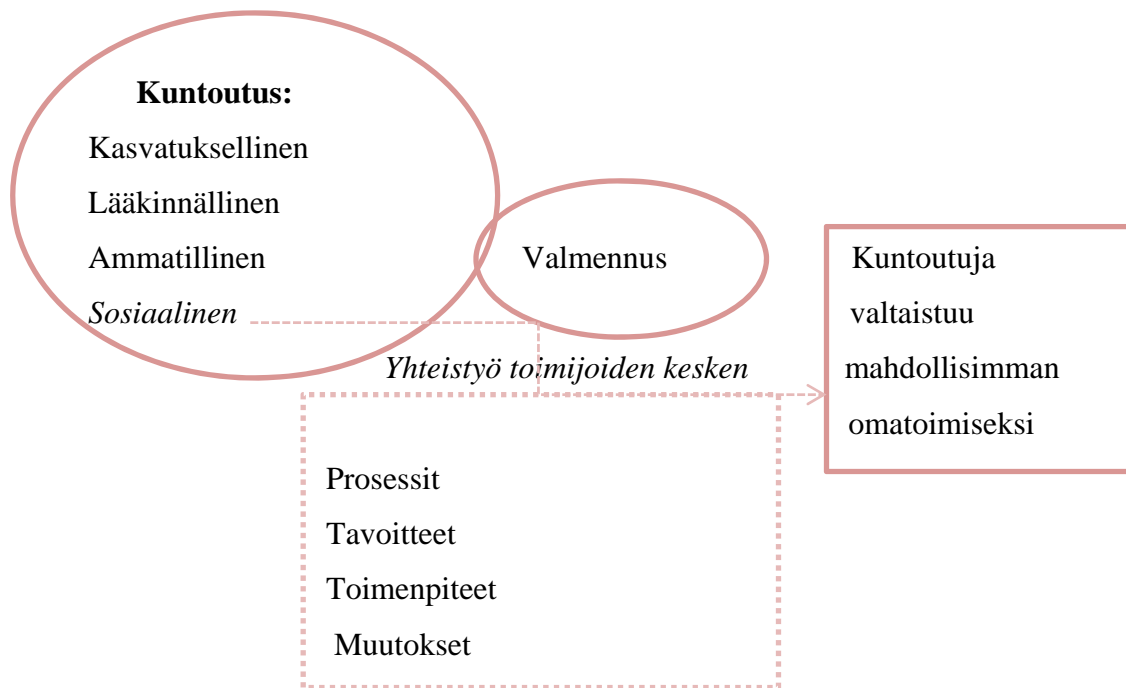 Kuntoutus:
Kasvatuksellinen
Lääkinnällinen
Ammatillinen
Sosiaalinen
Valmennus
Yhteistyö toimijoiden kesken
Kuntoutuja
valtaistuu
mahdollisimman
omatoimiseksi
Prosessit
Tavoitteet
Toimenpiteet
Muutokset